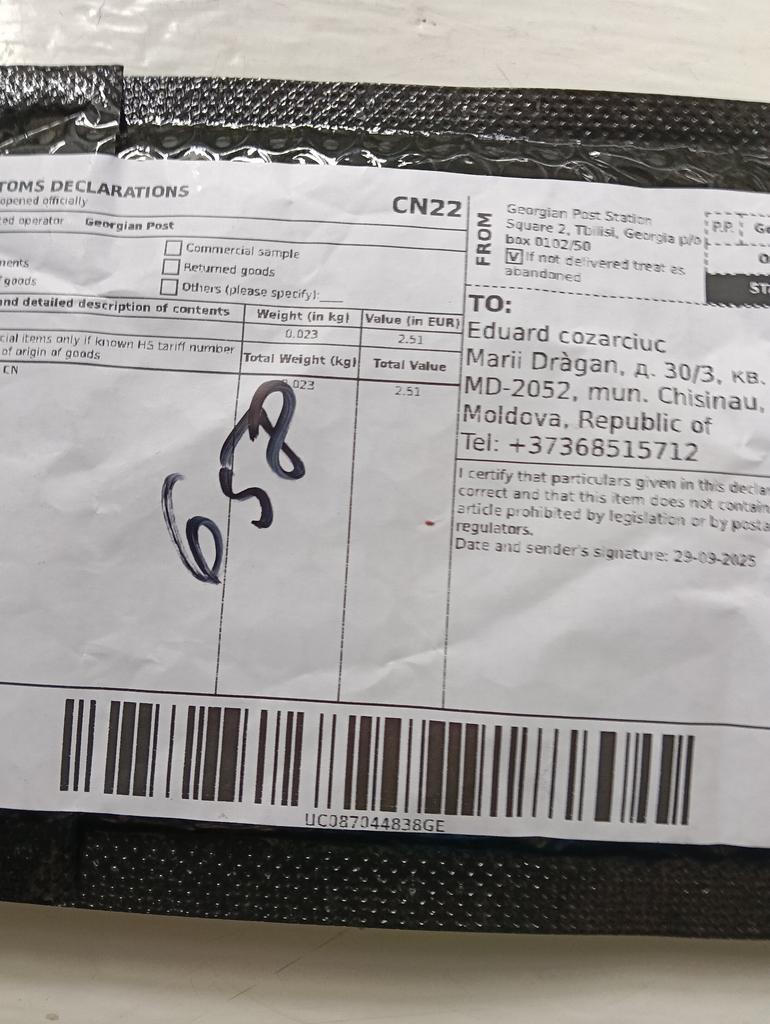 TOMS DECLARATIONS
opened officially
CN22
ed operator Georgian Post
ments
goods
Commercial sample
Returned goods
Others (please specify):
and detailed description of contents
Weight (in kg) Value (in EUR)
0.023 2.51
cial items only if known HS tariff number
of origin of goods
Total Weight (kg) Total Value
CN
0.023 2.51
658
FROM
Georgian Post Station
Square 2, Tbilisi, Georgia p/o
box 0102/50
V If not delivered treat as
abandoned
P.P. Ge
O
ST
TO:
Eduard cozarciuc
Marii Dràgan, д. 30/3, кв.
MD-2052, mun. Chisinau,
Moldova, Republic of
Tel: +37368515712
I certify that particulars given in this decla
correct and that this item does not contain
article prohibited by legislation or by posta
regulators.
Date and sender's signature: 29-09-2025
UC087044838GE